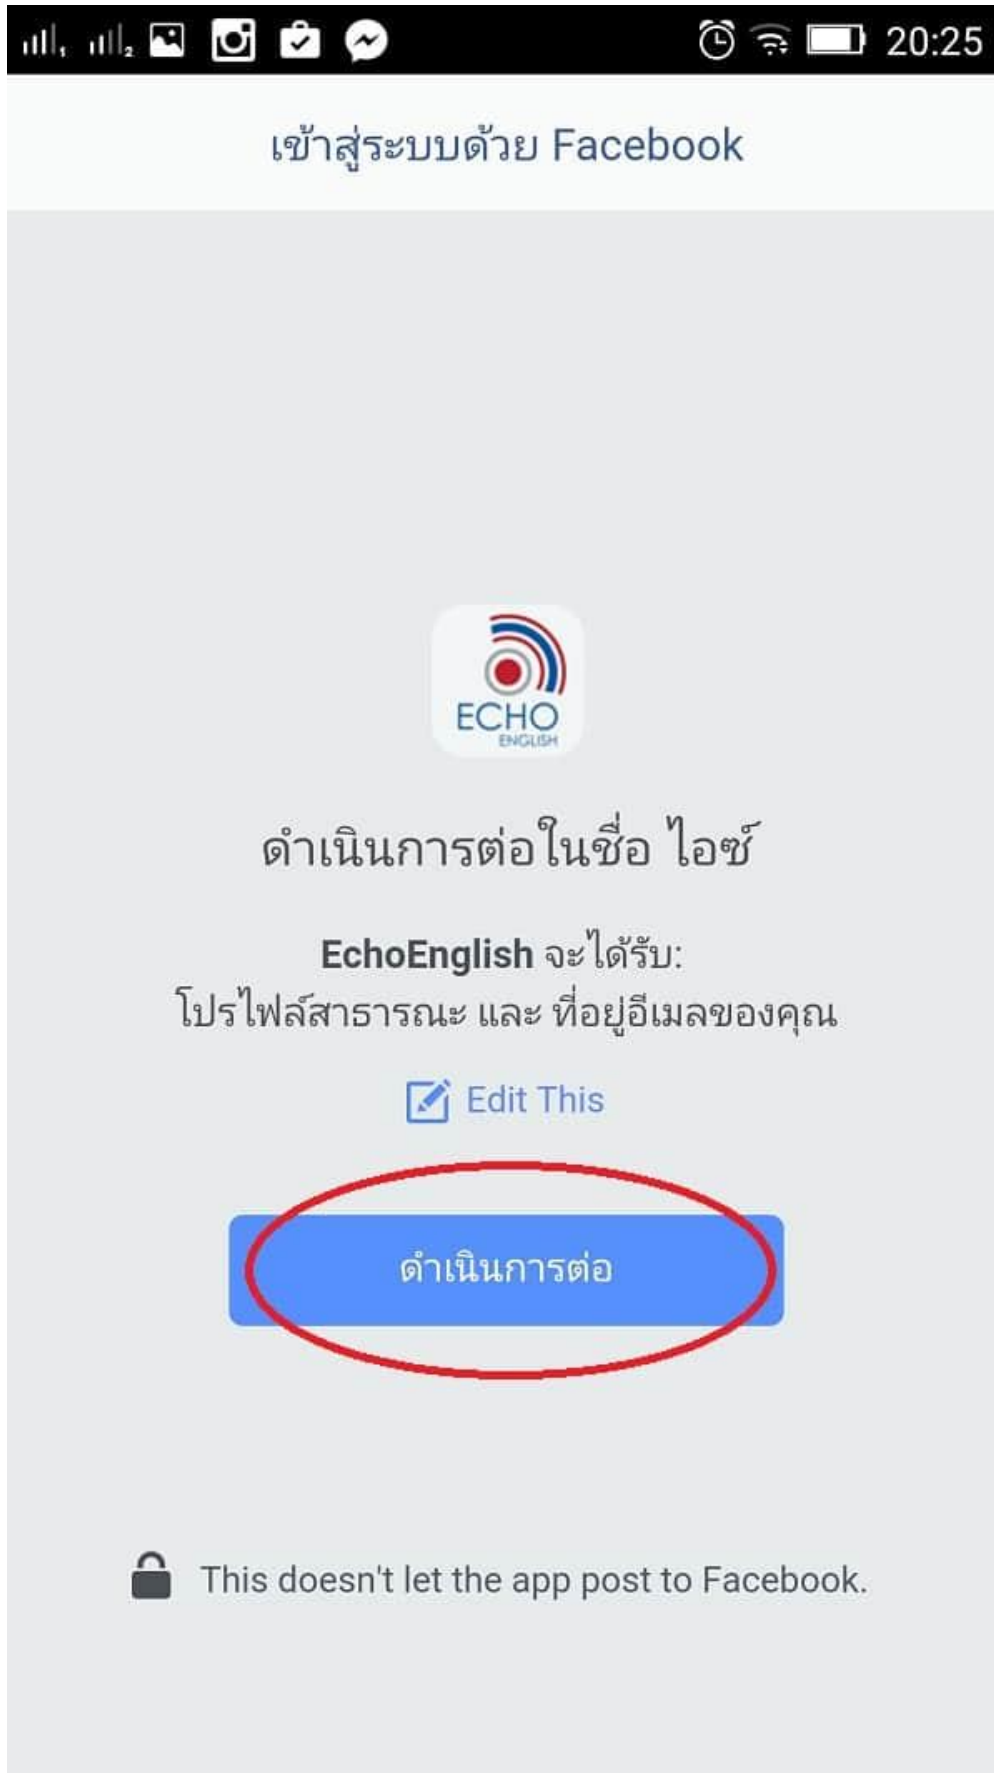 20:25
เข้าสู่ระบบด้วย Facebook
ECHO
ENGLISH
ดำเนินการต่อในชื่อ ไอซ์
EchoEnglish จะได้รับ:
โปรไฟล์สาธารณะ และ ที่อยู่อีเมลของคุณ
Edit This
ดำเนินการต่อ
This doesn't let the app post to Facebook.